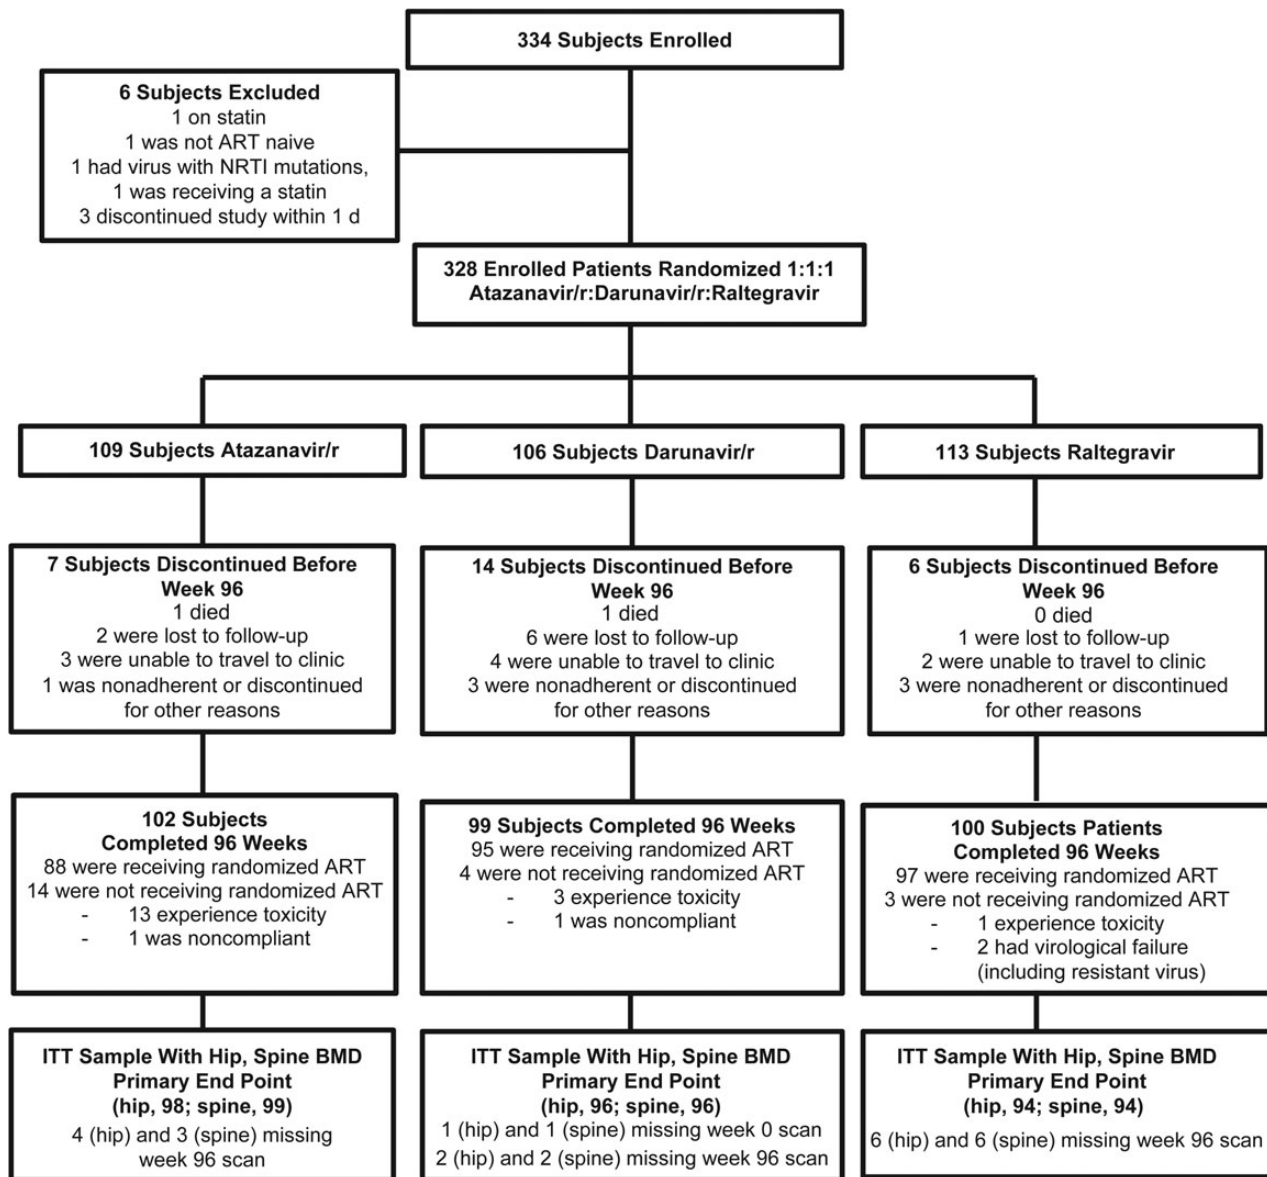 334 Subjects Enrolled
6 Subjects Excluded
1 on statin
1 was not ART naive
1 had virus with NRTI mutations,
1 was receiving a statin
3 discontinued study within 1 d
328 Enrolled Patients Randomized 1:1:1
Atazanavir/r:Darunavir/r:Raltegravir
109 Subjects Atazanavir/r
106 Subjects Darunavir/r
113 Subjects Raltegravir
7 Subjects Discontinued Before
Week 96
1 died
2 were lost to follow-up
3 were unable to travel to clinic
1 was nonadherent or discontinued
for other reasons
14 Subjects Discontinued Before
Week 96
1 died
6 were lost to follow-up
4 were unable to travel to clinic
3 were nonadherent or discontinued
for other reasons
6 Subjects Discontinued Before
Week 96
0 died
1 were lost to follow-up
2 were unable to travel to clinic
3 were nonadherent or discontinued
for other reasons
102 Subjects
Completed 96 Weeks
88 were receiving randomized ART
14 were not receiving randomized ART
- 13 experience toxicity
- 1 was noncompliant
99 Subjects Completed 96 Weeks
95 were receiving randomized ART
4 were not receiving randomized ART
- 3 experience toxicity
- 1 was noncompliant
100 Subjects Patients
Completed 96 Weeks
97 were receiving randomized ART
3 were not receiving randomized ART
- 1 experience toxicity
- 2 had virological failure
(including resistant virus)
ITT Sample With Hip, Spine BMD
Primary End Point
(hip, 98; spine, 99)
4 (hip) and 3 (spine) missing
week 96 scan
ITT Sample With Hip, Spine BMD
Primary End Point
(hip, 96; spine, 96)
1 (hip) and 1 (spine) missing week 0 scan
2 (hip) and 2 (spine) missing week 96 scan
ITT Sample With Hip, Spine BMD
Primary End Point
(hip, 94; spine, 94)
6 (hip) and 6 (spine) missing week 96 scan